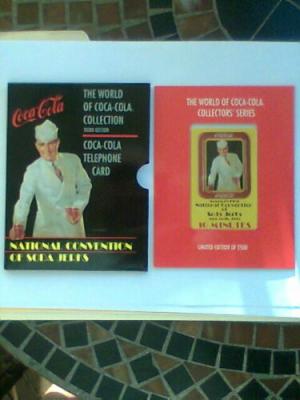 Coca-Cola
THE WORLD
OF COCA-COLA
COLLECTION
THIRD EDITION
COCA-COLA
TELEPHONE
CARD
NATIONAL CONVENTION
OF SODA JERKS
THE WORLD OF COCA-COLA
COLLECTORS' SERIES
National Convention
of
Soda Jerks
10 MINUTES
LIMITED EDITION OF